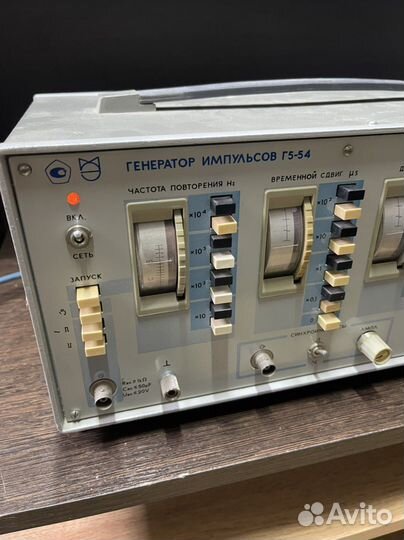 ГЕНЕРАТОР ИМПУЛЬСОВ Г5-54
ЧАСТОТА ПОВТОРЕНИЯ Hz
ВРЕМЕННОЙ СДВИГ μs
ВКЛ.
СЕТЬ
ЗАПУСК
×10⁴
×10³
×10²
×10
×10²
×10
×1
×0,1
⊥
Avito